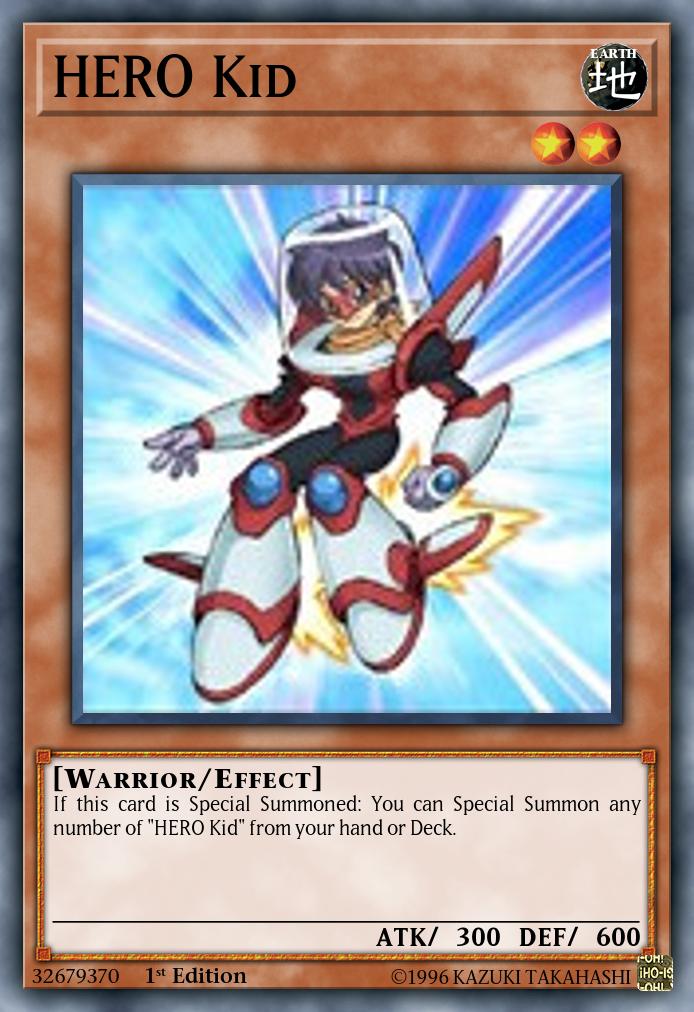 HERO Kid
EARTH
地
[Warrior/Effect]
If this card is Special Summoned: You can Special Summon any
number of "HERO Kid" from your hand or Deck.
ATK/ 300 DEF/ 600
32679370 1st Edition ©1996 KAZUKI TAKAHASHI